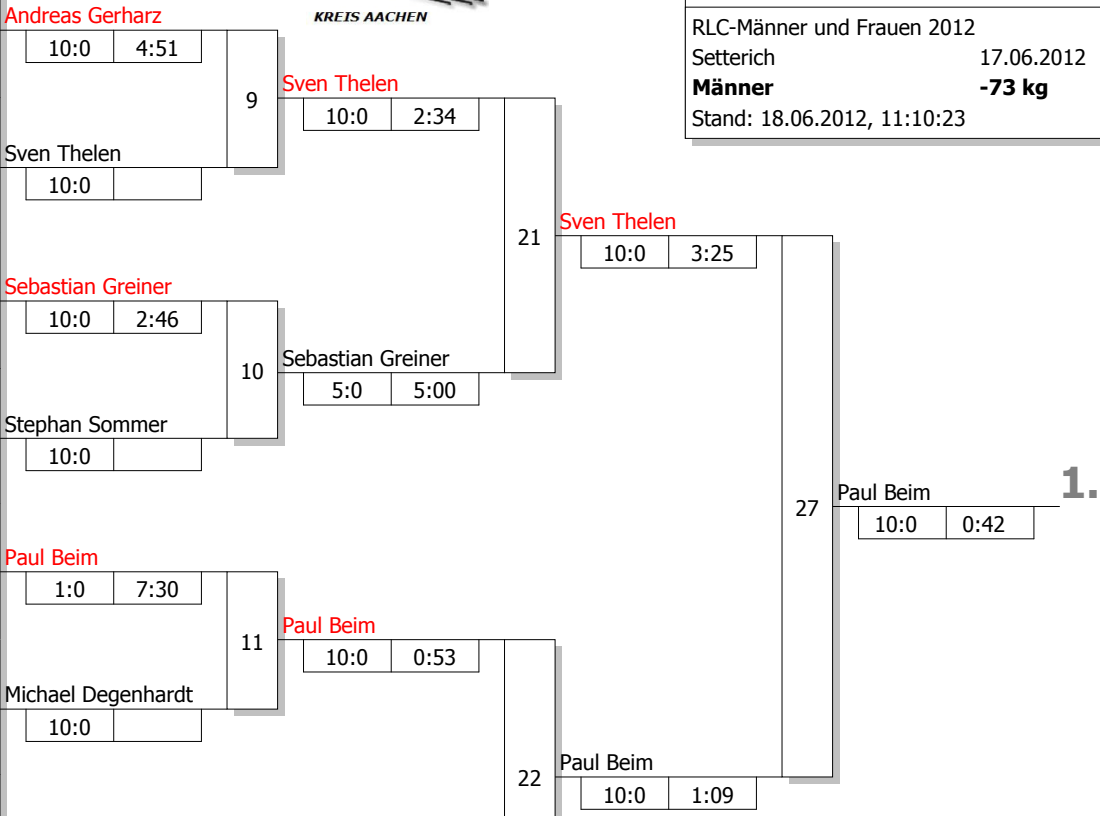 Andreas Gerharz
10:0 4:51
KREIS AACHEN
RLC-Männer und Frauen 2012
Setterich 17.06.2012
Männer -73 kg
Stand: 18.06.2012, 11:10:23
9
Sven Thelen
10:0 2:34
Sven Thelen
10:0
21
Sven Thelen
10:0 3:25
Sebastian Greiner
10:0 2:46
10
Sebastian Greiner
5:0 5:00
Stephan Sommer
10:0
27
Paul Beim
10:0 0:42
1.
Paul Beim
1:0 7:30
11
Paul Beim
10:0 0:53
Michael Degenhardt
10:0
22
Paul Beim
10:0 1:09